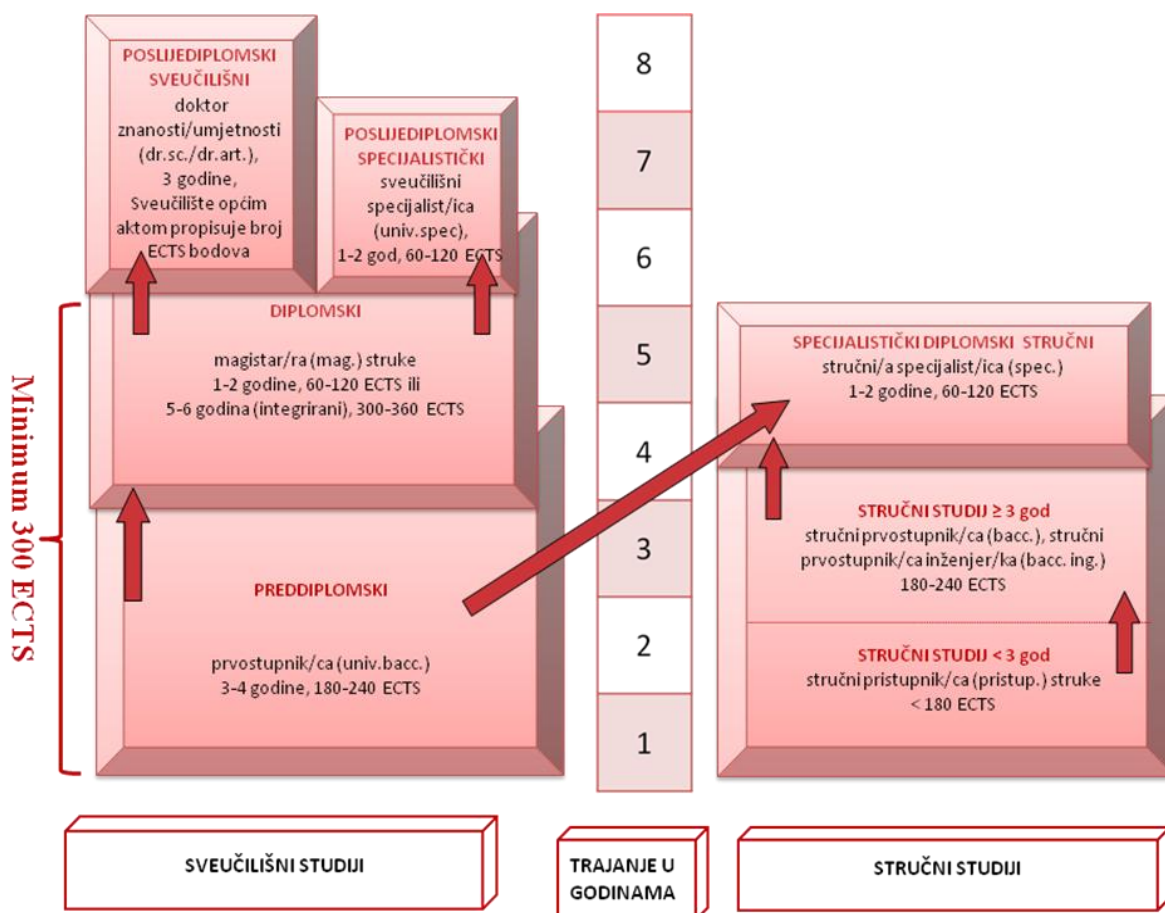 POSLIJEDIPLOMSKI
SVEUČILIŠNI
doktor
znanosti/umjetnosti
(dr.sc./dr.art.),
3 godine,
Sveučilište općim
aktom propisuje broj
ECTS bodova
POSLIJEDIPLOMSKI
SPECIJALISTIČKI
sveučilišni
specijalist/ica
(univ.spec),
1-2 god, 60-120 ECTS
DIPLOMSKI
magistar/ra (mag.) struke
1-2 godine, 60-120 ECTS ili
5-6 godina (integrirani), 300-360 ECTS
Minimum 300 ECTS
PREDDIPLOMSKI
prvostupnik/ca (univ.bacc.)
3-4 godine, 180-240 ECTS
8
7
6
5
4
3
2
1
SPECIJALISTIČKI DIPLOMSKI STRUČNI
stručni/a specijalist/ica (spec.)
1-2 godine, 60-120 ECTS
STRUČNI STUDIJ ≥ 3 god
stručni prvostupnik/ca (bacc.), stručni
prvostupnik/ca inženjer/ka (bacc. ing.)
180-240 ECTS
STRUČNI STUDIJ < 3 god
stručni pristupnik/ca (pristup.) struke
< 180 ECTS
SVEUČILIŠNI STUDIJI
TRAJANJE U
GODINAMA
STRUČNI STUDIJI